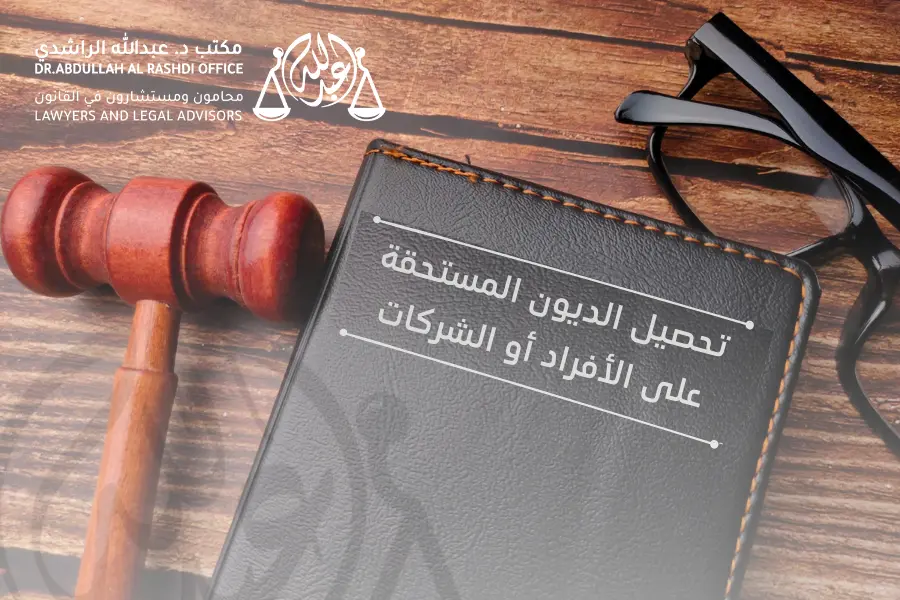 مكتب د. عبدالله الراشدي
DR.ABDULLAH AL RASHDI OFFICE
محامون ومستشارون في القانون
LAWYERS AND LEGAL ADVISORS
عبدالله
تحصيل الديون المستحقة
على الأفراد أو الشركات